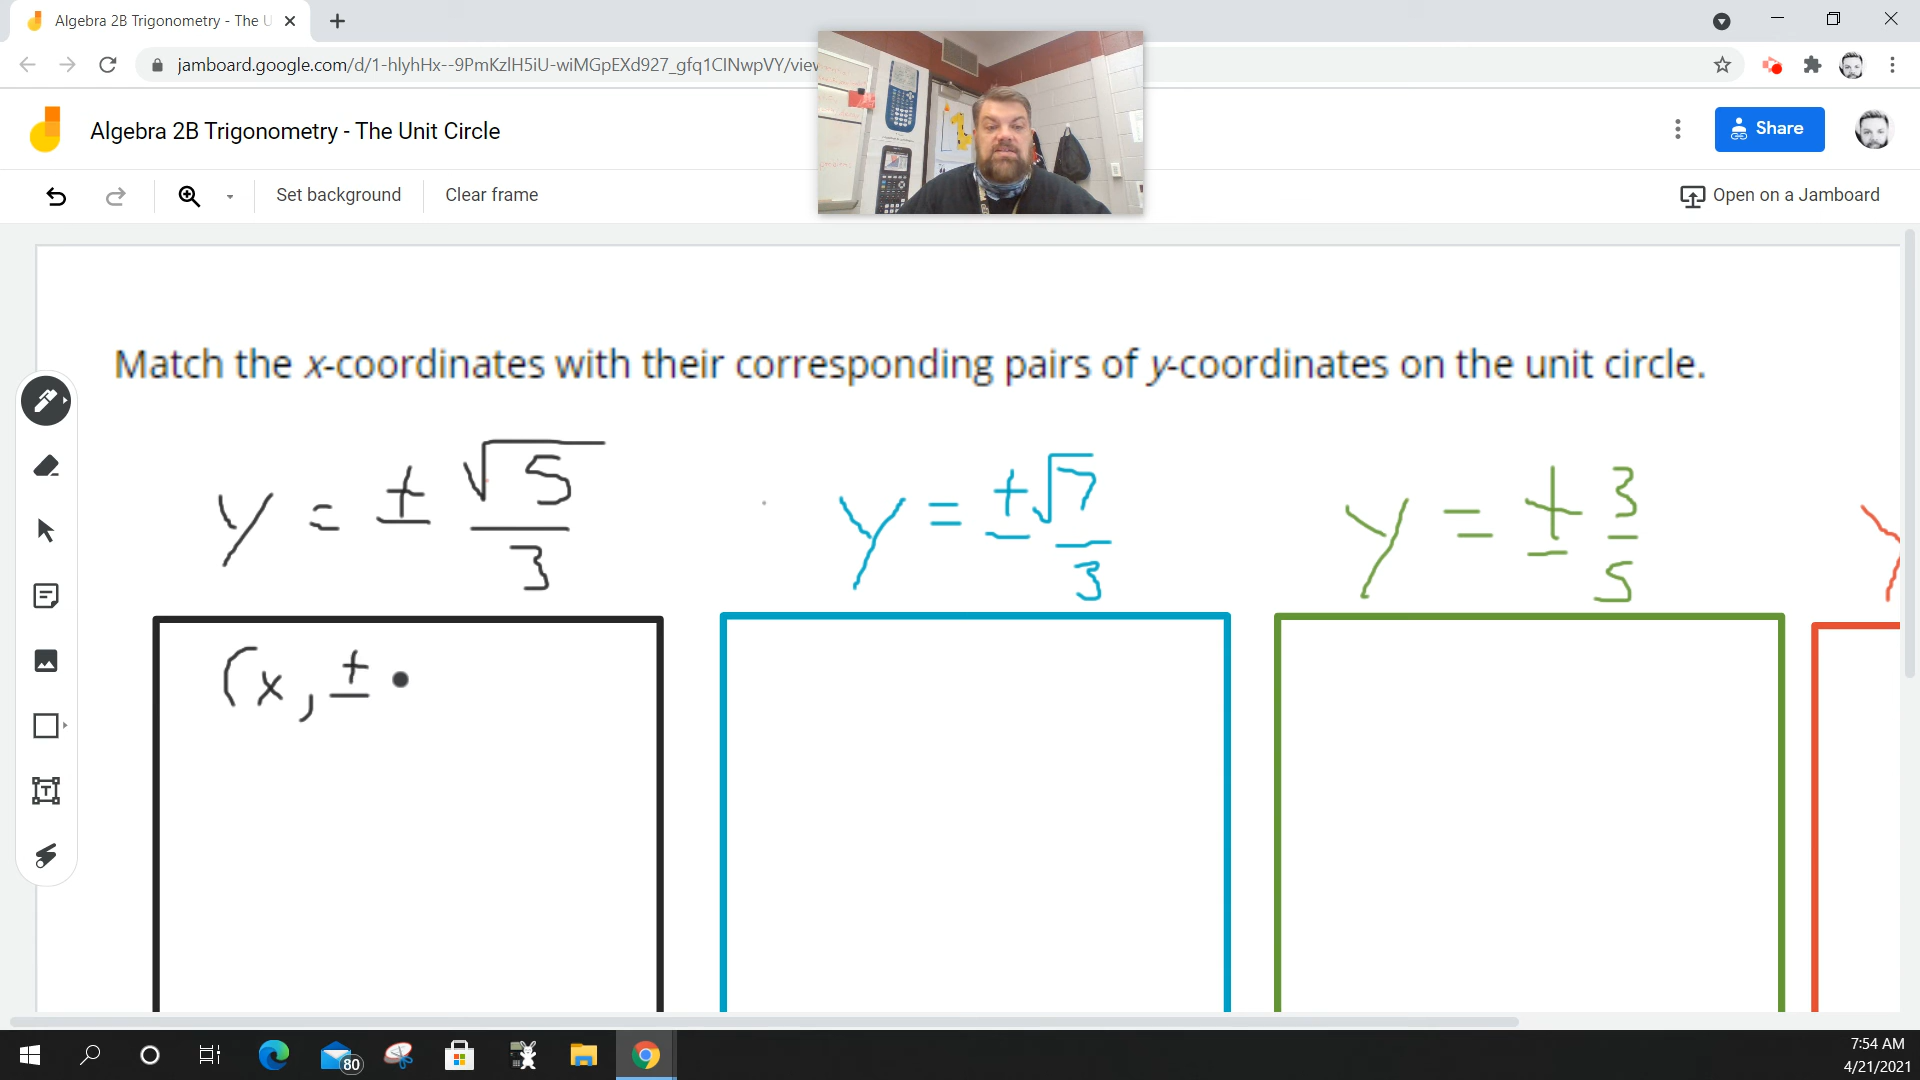 Algebra 2B Trigonometry - The U
jamboard.google.com/d/1-hlyhHx--9PmKzlH5iU-wiMGpEXd927_gfq1ClNwpVY/view
Algebra 2B Trigonometry - The Unit Circle
Share
Set background
Clear frame
Open on a Jamboard
Match the x-coordinates with their corresponding pairs of y-coordinates on the unit circle.
y = ± √5/3
y = ±√7/3
y = ± 3/5
y
(x, ±
80
7:54 AM
4/21/2021